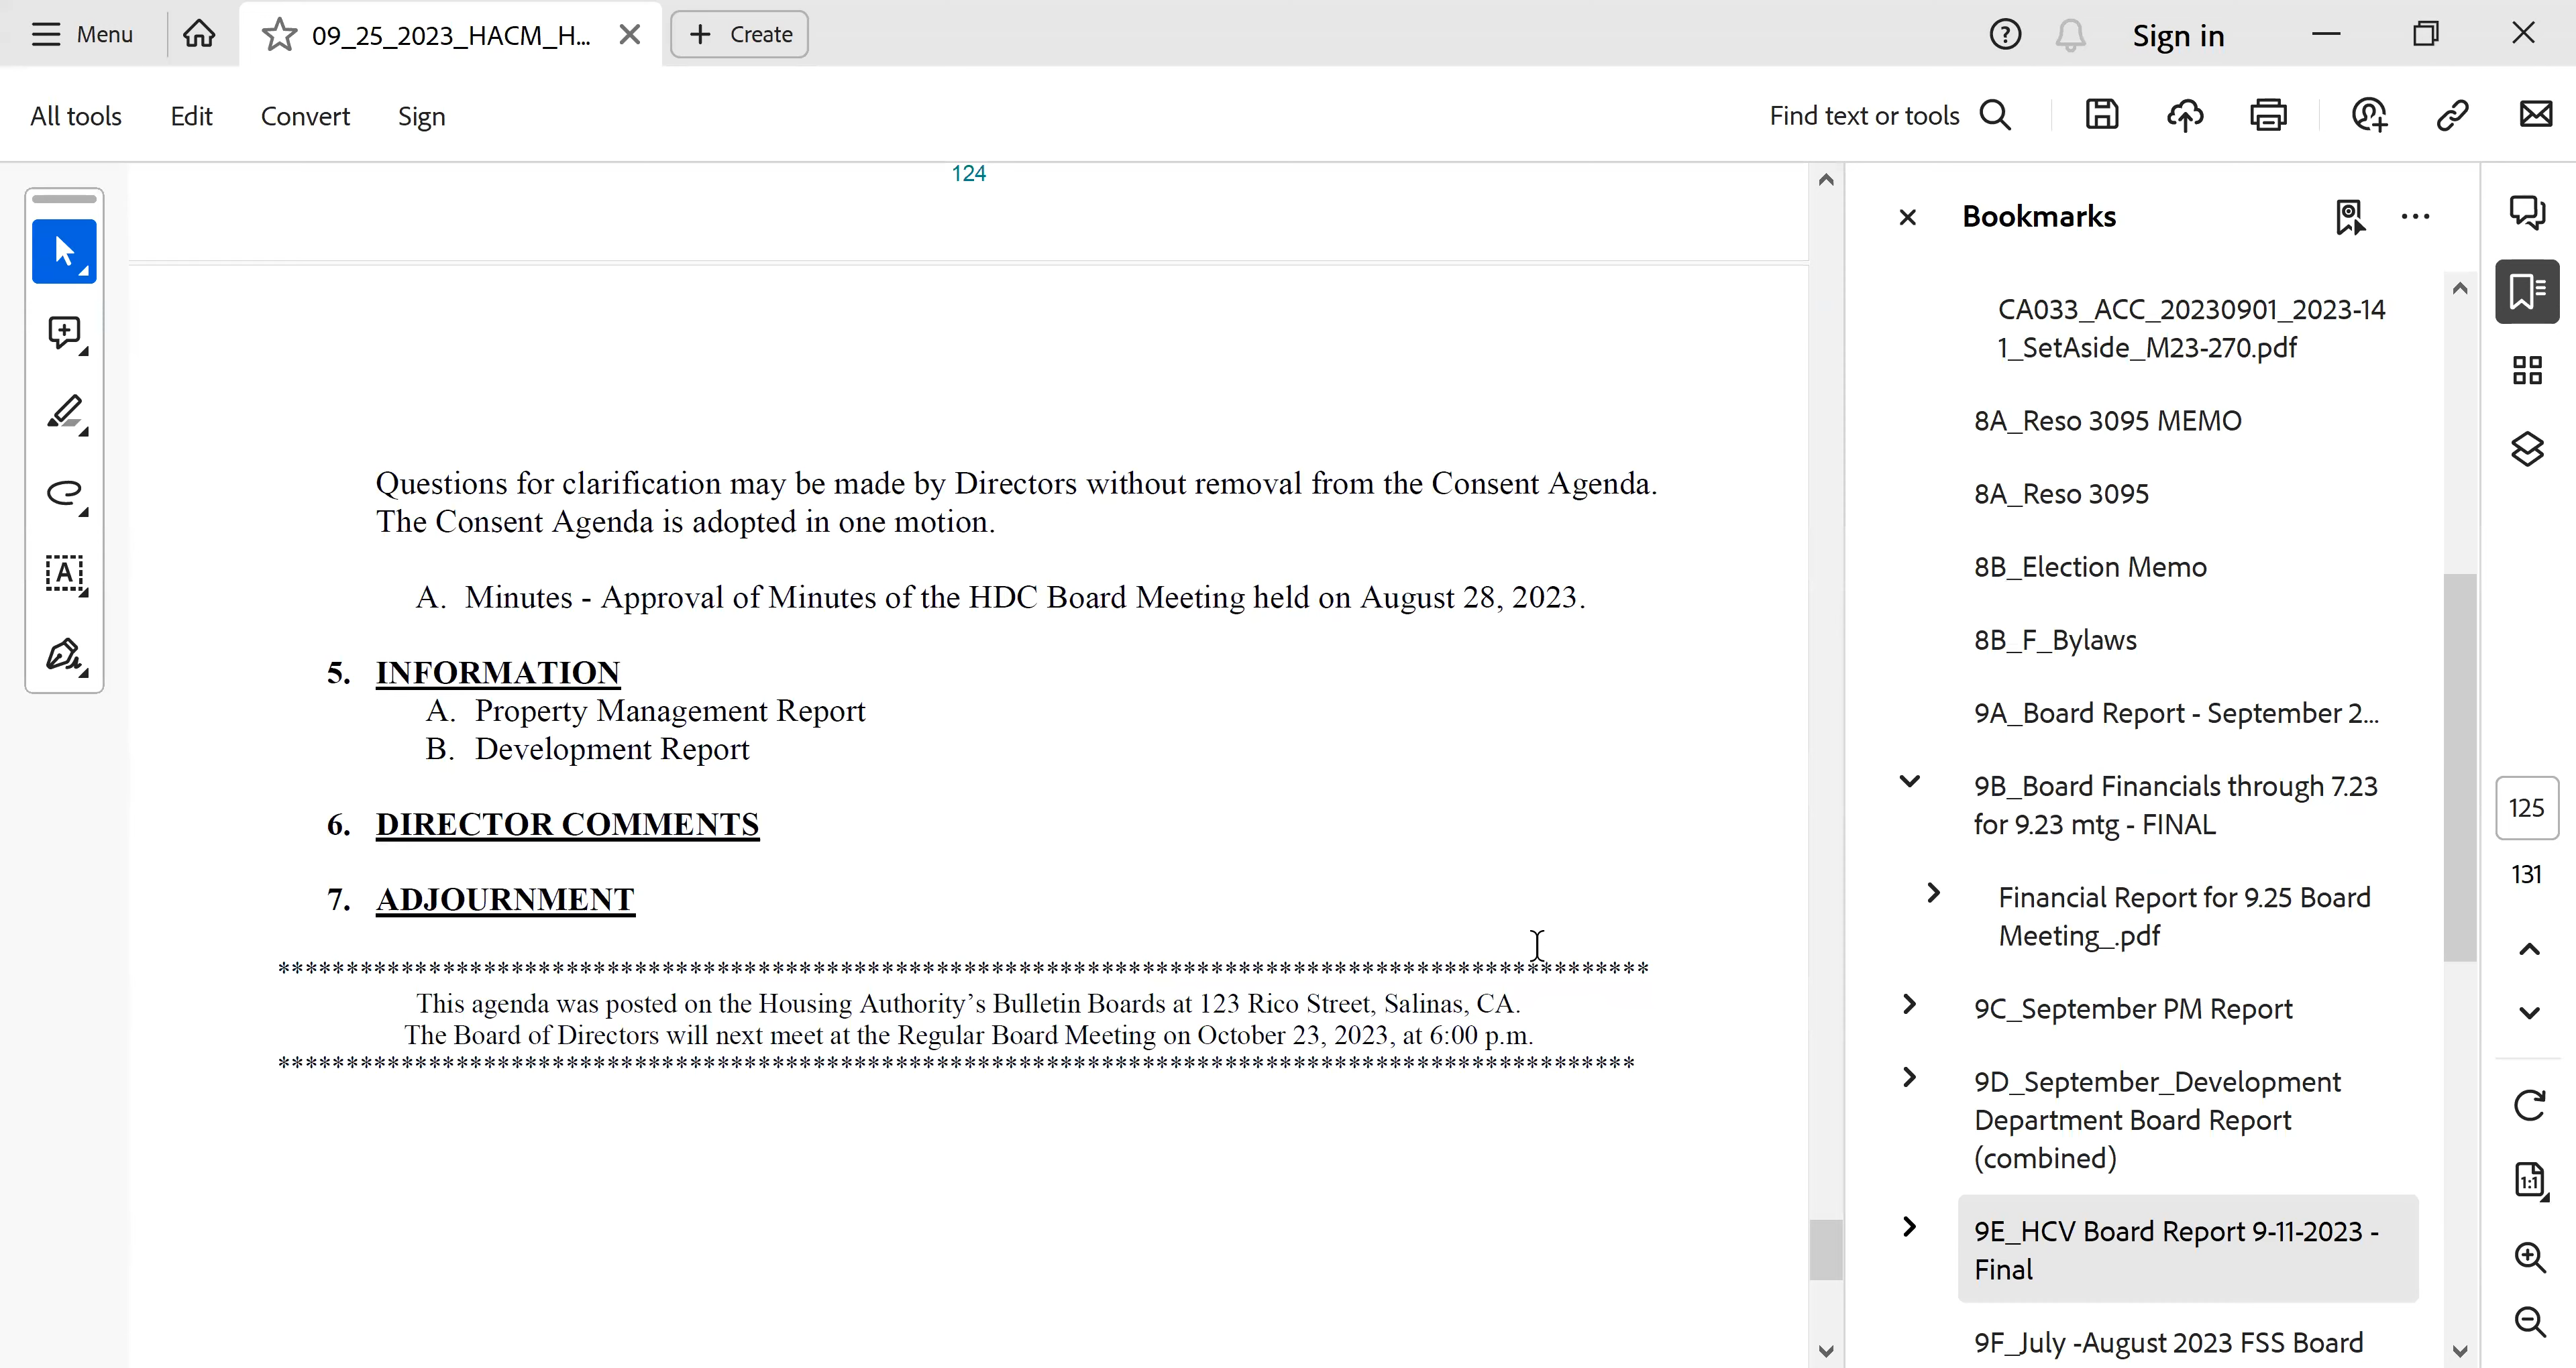 Menu
09_25_2023_HACM_H...
Create
Sign in
All tools
Edit
Convert
Sign
Find text or tools
124
Questions for clarification may be made by Directors without removal from the Consent Agenda.
The Consent Agenda is adopted in one motion.
A. Minutes - Approval of Minutes of the HDC Board Meeting held on August 28, 2023.
5. INFORMATION
A. Property Management Report
B. Development Report
6. DIRECTOR COMMENTS
7. ADJOURNMENT
****************************************************************************************************
This agenda was posted on the Housing Authority's Bulletin Boards at 123 Rico Street, Salinas, CA.
The Board of Directors will next meet at the Regular Board Meeting on October 23, 2023, at 6:00 p.m.
***************************************************************************************************
Bookmarks
CA033_ACC_20230901_2023-14
1_SetAside_M23-270.pdf
8A_Reso 3095 MEMO
8A_Reso 3095
8B_Election Memo
8B_F_Bylaws
9A_Board Report - September 2...
9B_Board Financials through 7.23
for 9.23 mtg - FINAL
Financial Report for 9.25 Board
Meeting_.pdf
9C_September PM Report
9D_September_Development
Department Board Report
(combined)
9E_HCV Board Report 9-11-2023 -
Final
9F_July -August 2023 FSS Board
125
131
1:1